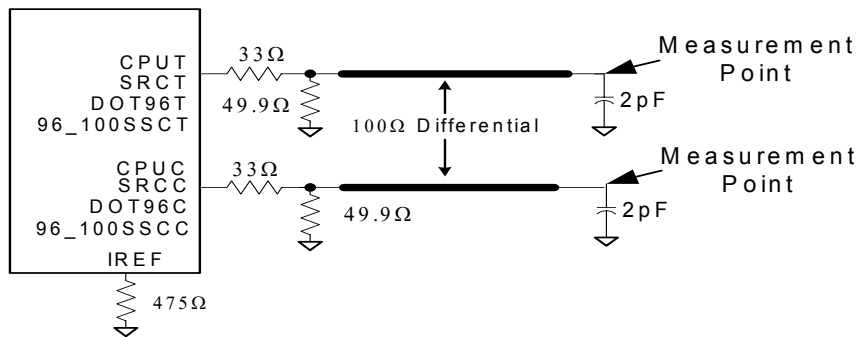 CPUT
SRCT
DOT96T
96_100SSCT
33Ω
49.9Ω
Measurement
Point
2pF
100Ω Differential
CPUC
SRCC
DOT96C
96_100SSCC
33Ω
49.9Ω
Measurement
Point
2pF
IREF
475Ω